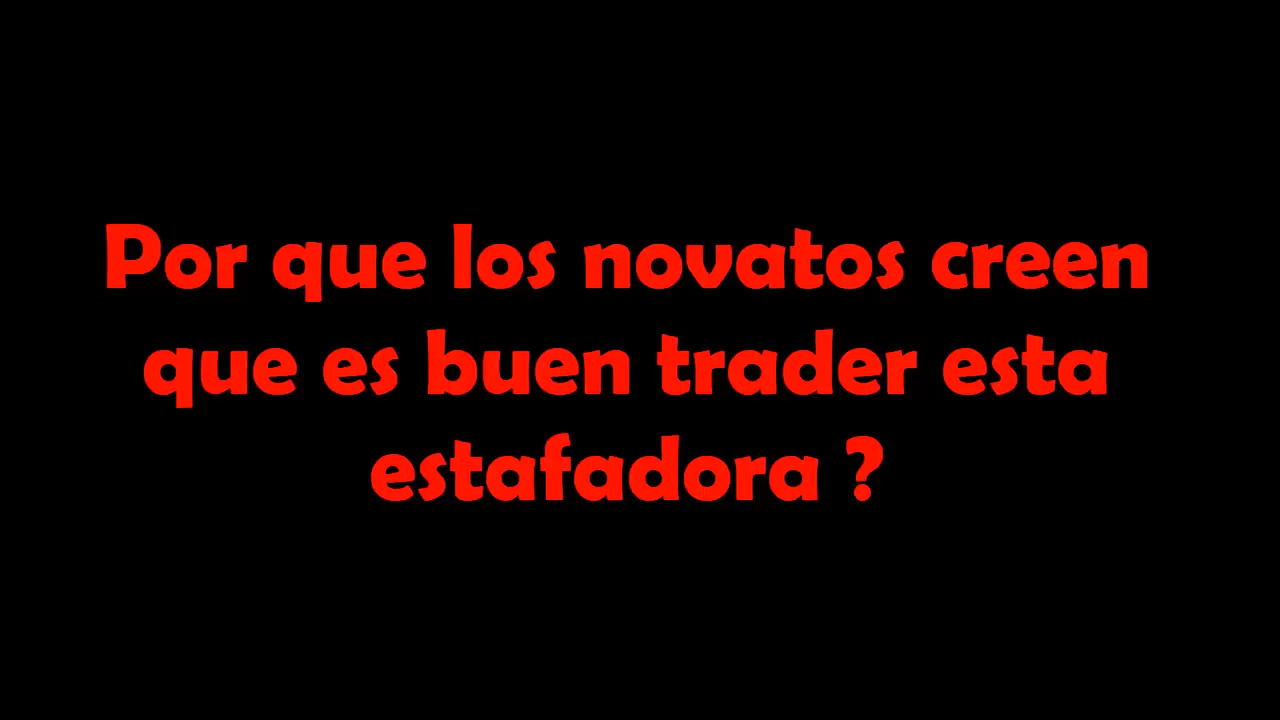 Por que los novatos creen
que es buen trader esta
estafadora ?